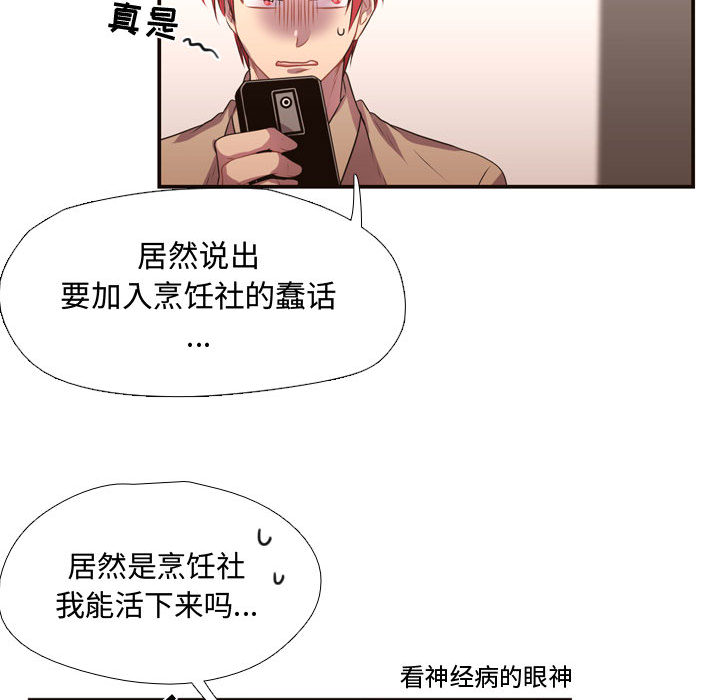 真是~
居然说出
要加入烹饪社的蠢话
...
居然是烹饪社
我能活下来吗...
看神经病的眼神